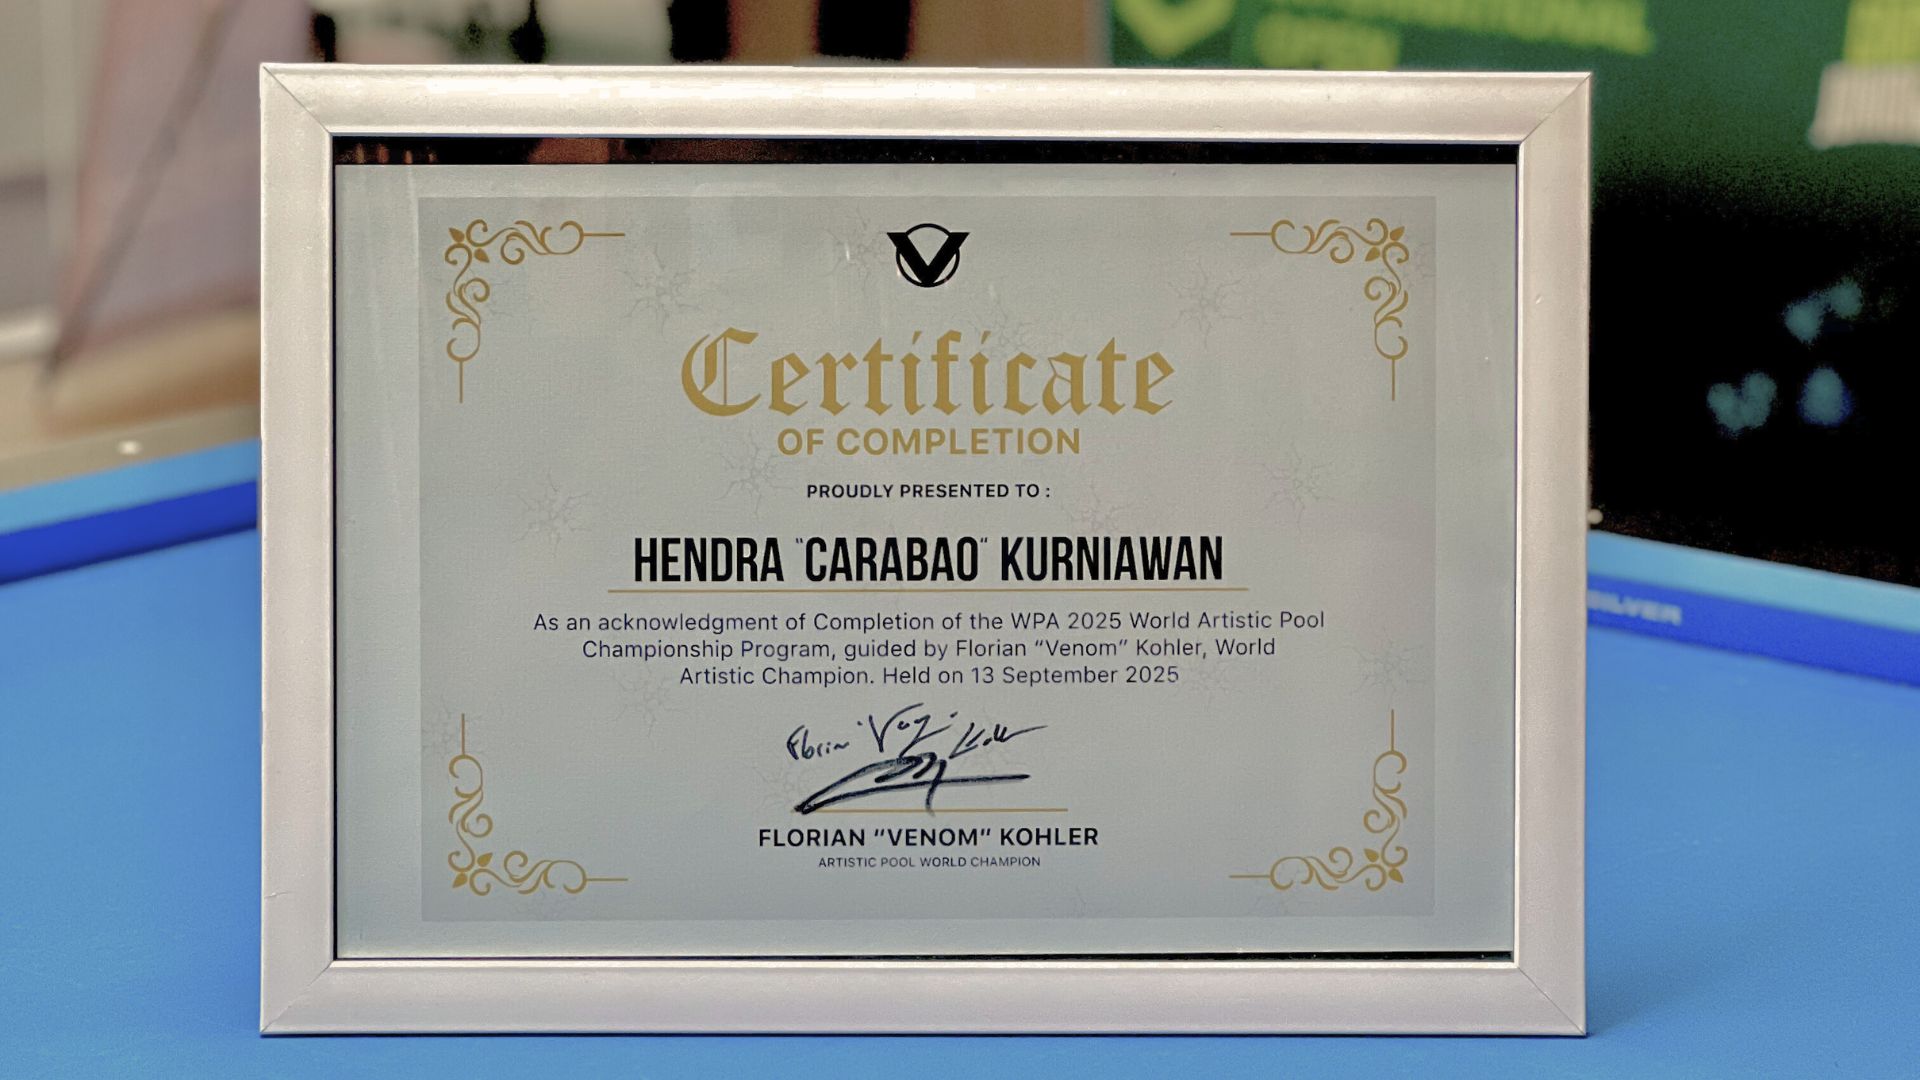 OPEN
Certificate
OF COMPLETION
PROUDLY PRESENTED TO :
HENDRA "CARABAO" KURNIAWAN
As an acknowledgment of Completion of the WPA 2025 World Artistic Pool
Championship Program, guided by Florian “Venom” Kohler, World
Artistic Champion. Held on 13 September 2025
FLORIAN “VENOM” KOHLER
ARTISTIC POOL WORLD CHAMPION